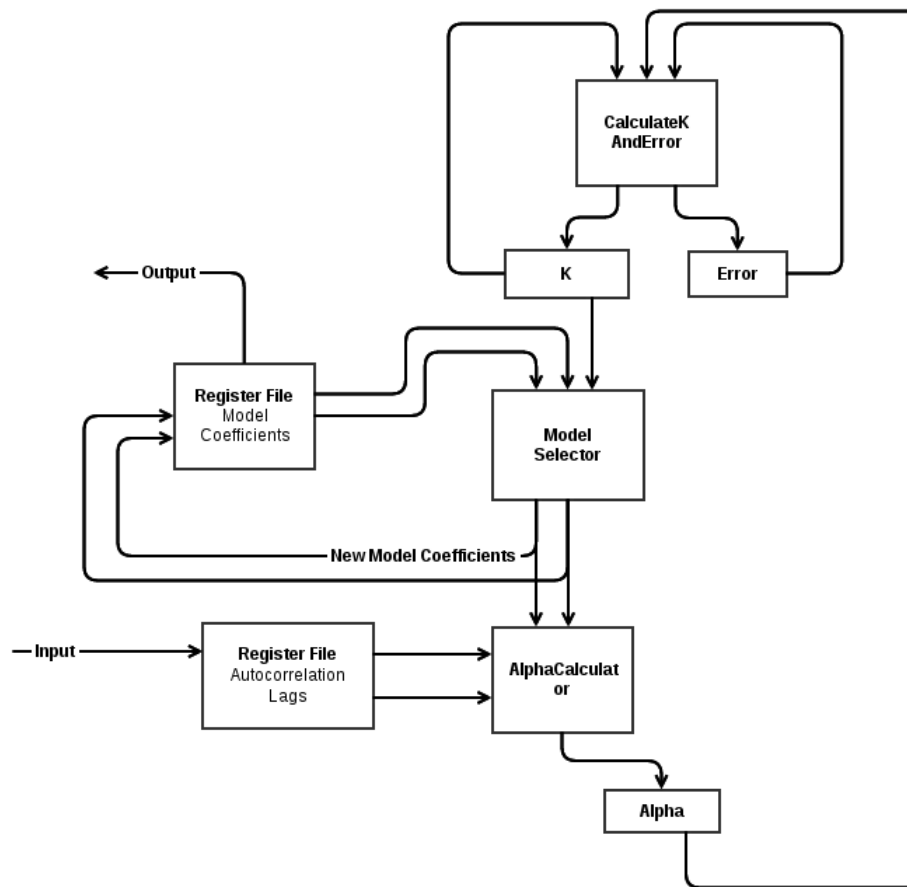 CalculateK
AndError
K
Error
Output
Register File
Model
Coefficients
Model
Selector
New Model Coefficients
Input
Register File
Autocorrelation
Lags
AlphaCalculat
or
Alpha